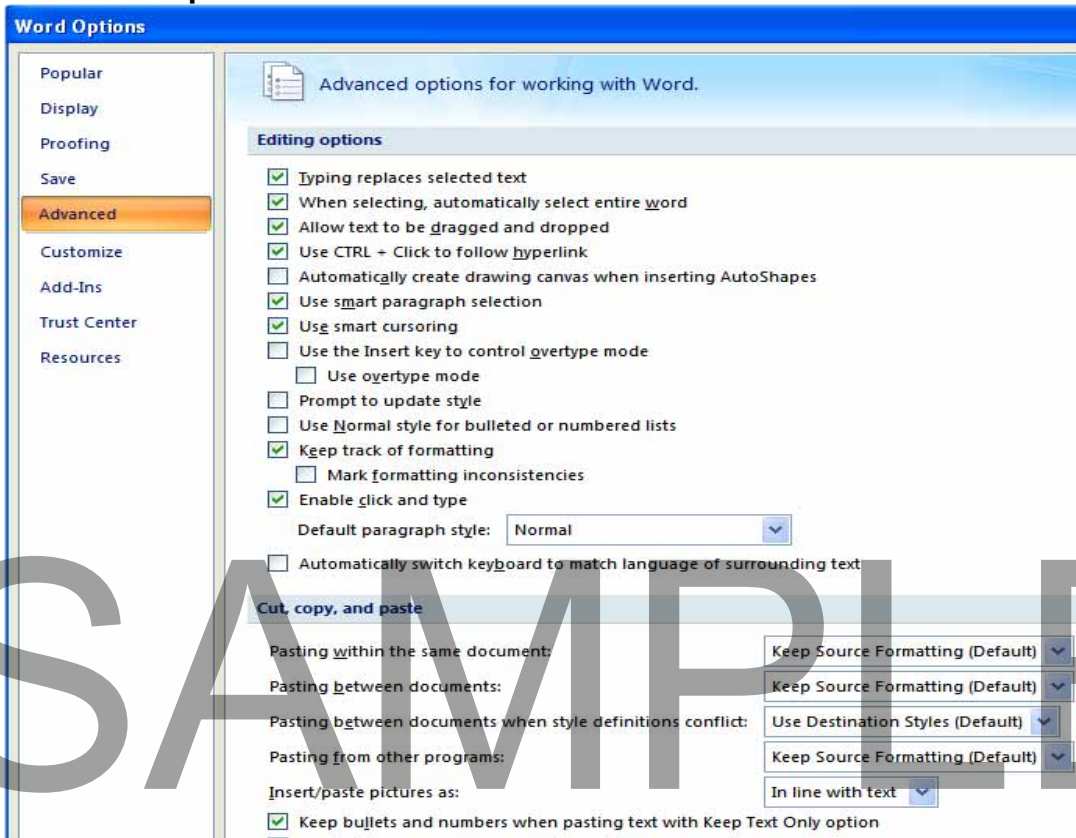 Word Options
Popular
Display
Proofing
Save
Advanced
Customize
Add-Ins
Trust Center
Resources
Advanced options for working with Word.
Editing options
Typing replaces selected text
When selecting, automatically select entire word
Allow text to be dragged and dropped
Use CTRL + Click to follow hyperlink
Automatically create drawing canvas when inserting AutoShapes
Use smart paragraph selection
Use smart cursoring
Use the Insert key to control overtype mode
Use overtype mode
Prompt to update style
Use Normal style for bulleted or numbered lists
Keep track of formatting
Mark formatting inconsistencies
Enable click and type
Default paragraph style: Normal
Automatically switch keyboard to match language of surrounding text
Cut, copy, and paste
Pasting within the same document: Keep Source Formatting (Default)
Pasting between documents: Keep Source Formatting (Default)
Pasting between documents when style definitions conflict: Use Destination Styles (Default)
Pasting from other programs: Keep Source Formatting (Default)
Insert/paste pictures as: In line with text
Keep bullets and numbers when pasting text with Keep Text Only option
SAMPLE